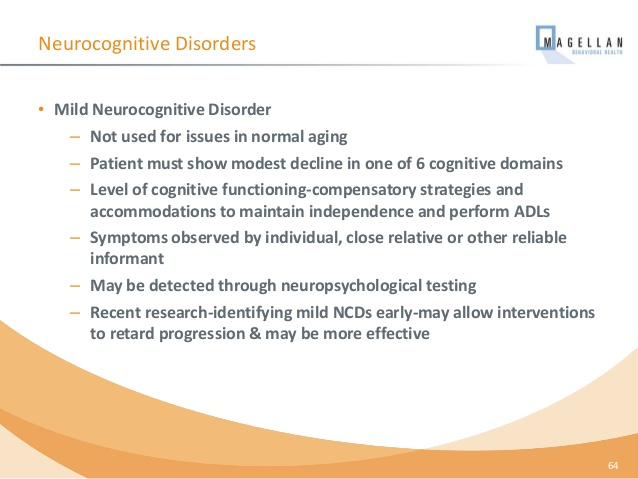 Neurocognitive Disorders
MAGELLAN
BEHAVIORAL HEALTH
• Mild Neurocognitive Disorder
– Not used for issues in normal aging
– Patient must show modest decline in one of 6 cognitive domains
– Level of cognitive functioning-compensatory strategies and
accommodations to maintain independence and perform ADLs
– Symptoms observed by individual, close relative or other reliable
informant
– May be detected through neuropsychological testing
– Recent research-identifying mild NCDs early-may allow interventions
to retard progression & may be more effective
64